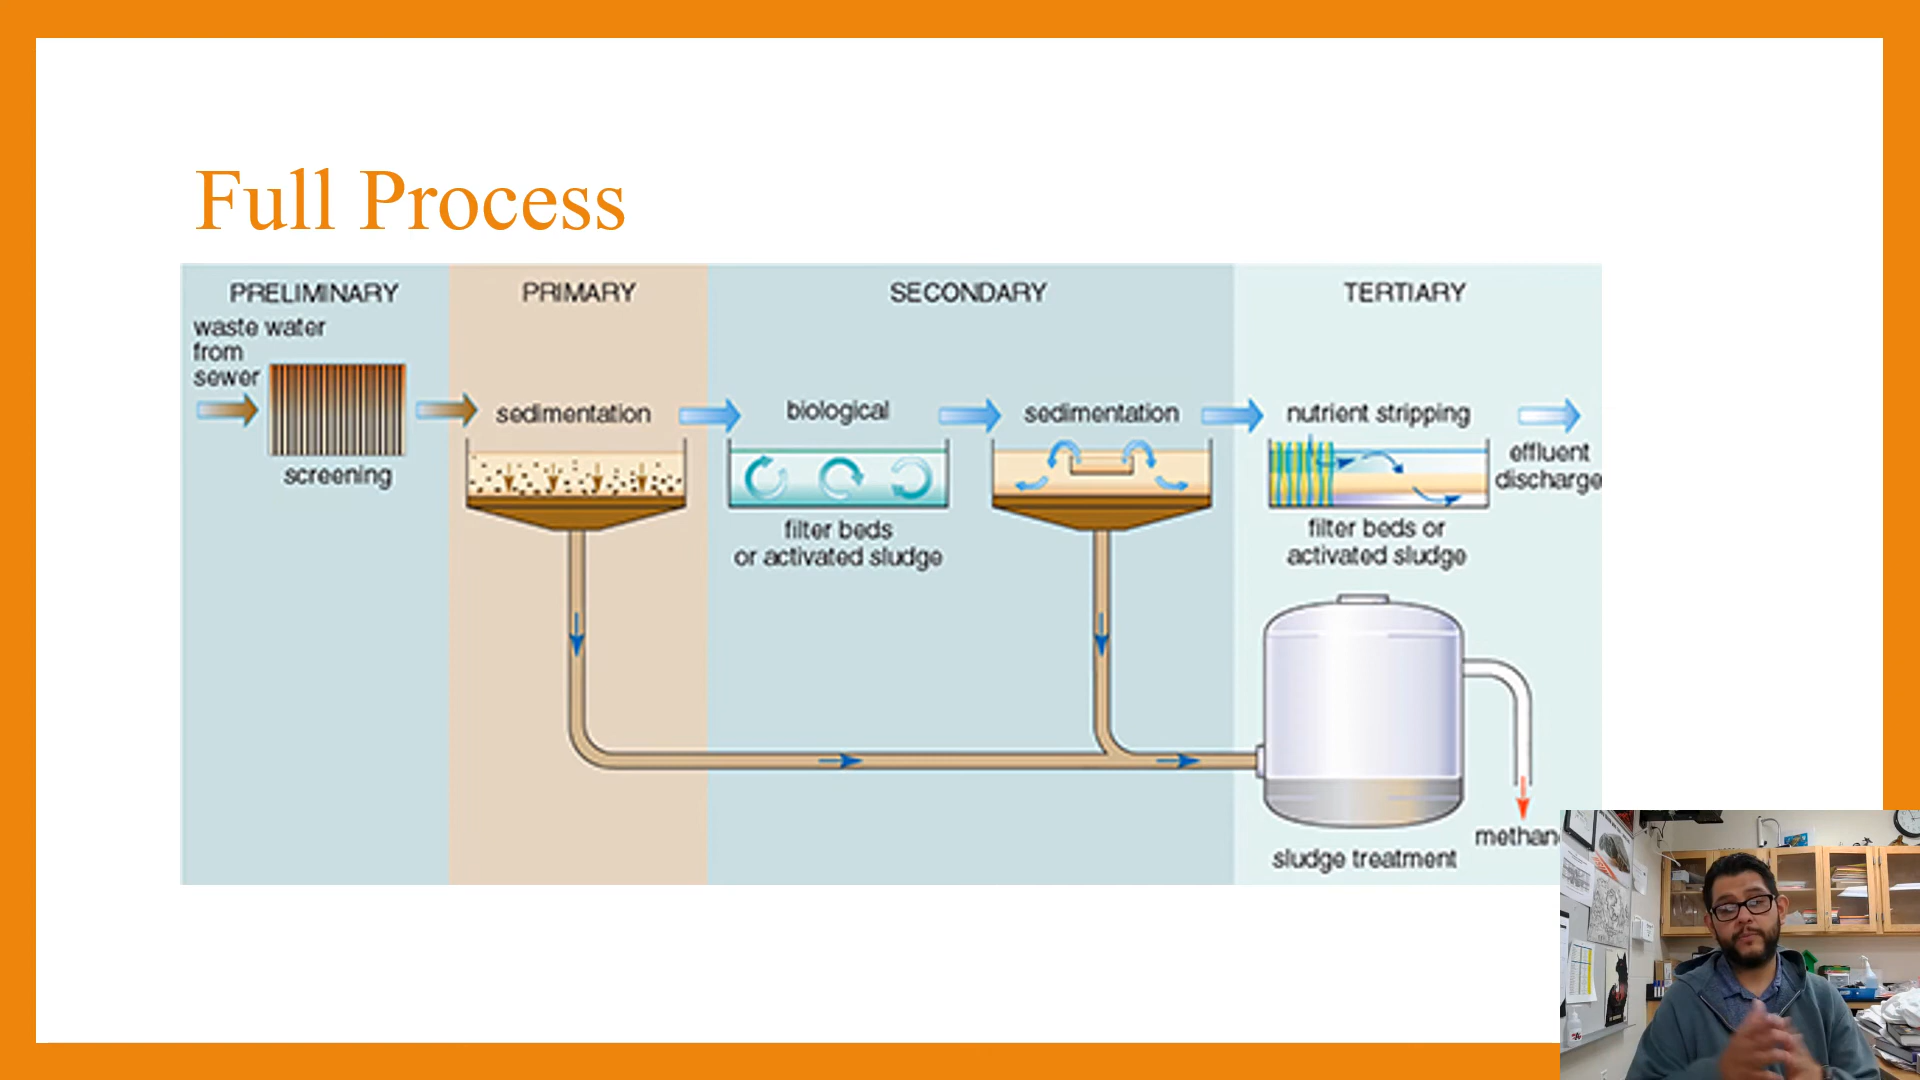 Full Process
PRELIMINARY
waste water
from
sewer
screening
PRIMARY
sedimentation
SECONDARY
biological
filter beds
or activated sludge
sedimentation
TERTIARY
nutrient stripping
filter beds or
activated sludge
effluent
discharge
sludge treatment
methan